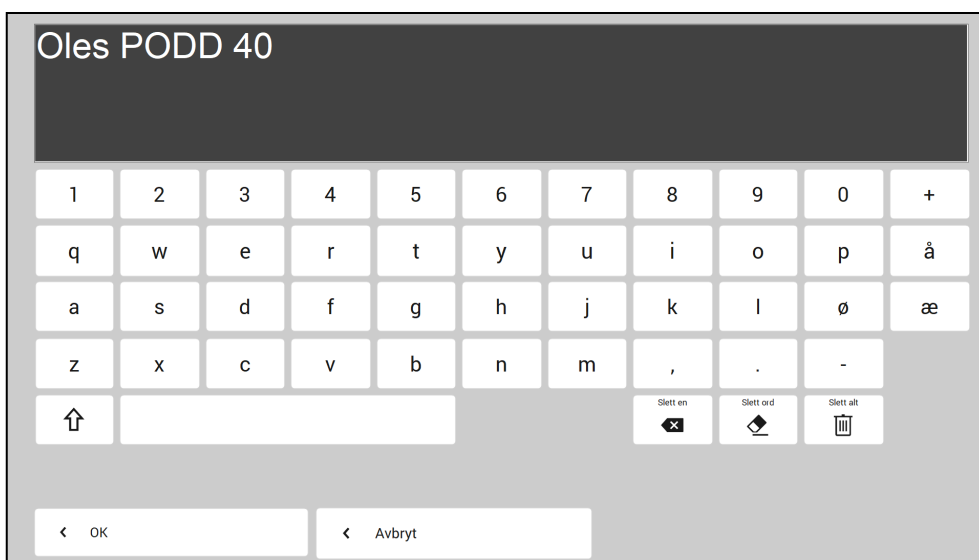 Oles PODD 40
1 2 3 4 5 6 7 8 9 0 +
q w e r t y u i o p å
a s d f g h j k l ø æ
z x c v b n m , . -
Slett en Slett ord Slett alt
OK Avbryt